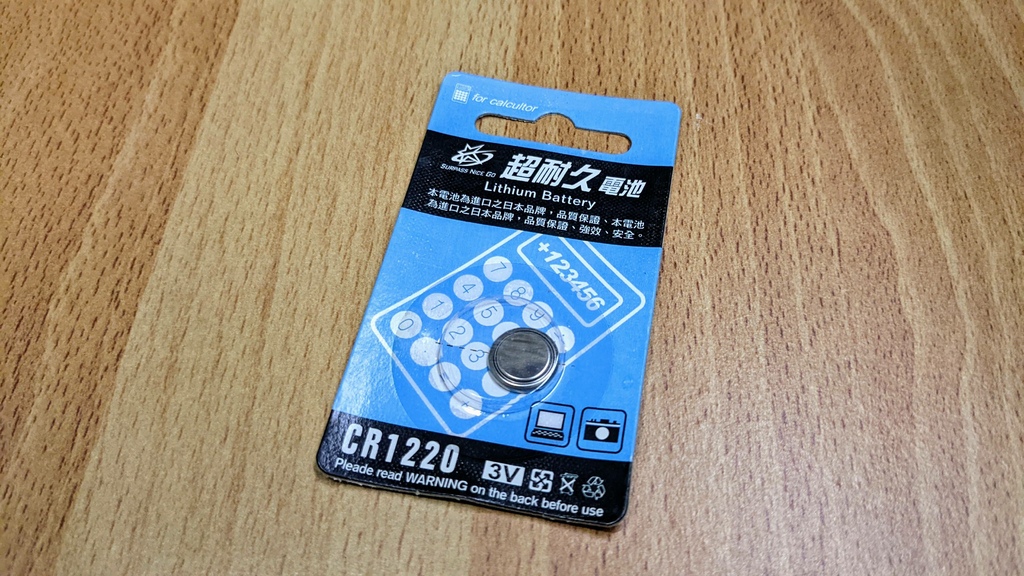 for calcultor
SURPASS NICE GO
超耐久電池
Lithium Battery
本電池為進口之日本品牌，品質保證、本電池
為進口之日本品牌，品質保證、強效、安全。
+123456
7
8
9
4
5
1
2
3
0
CR1220
3V
Pleade read WARNING on the back before use